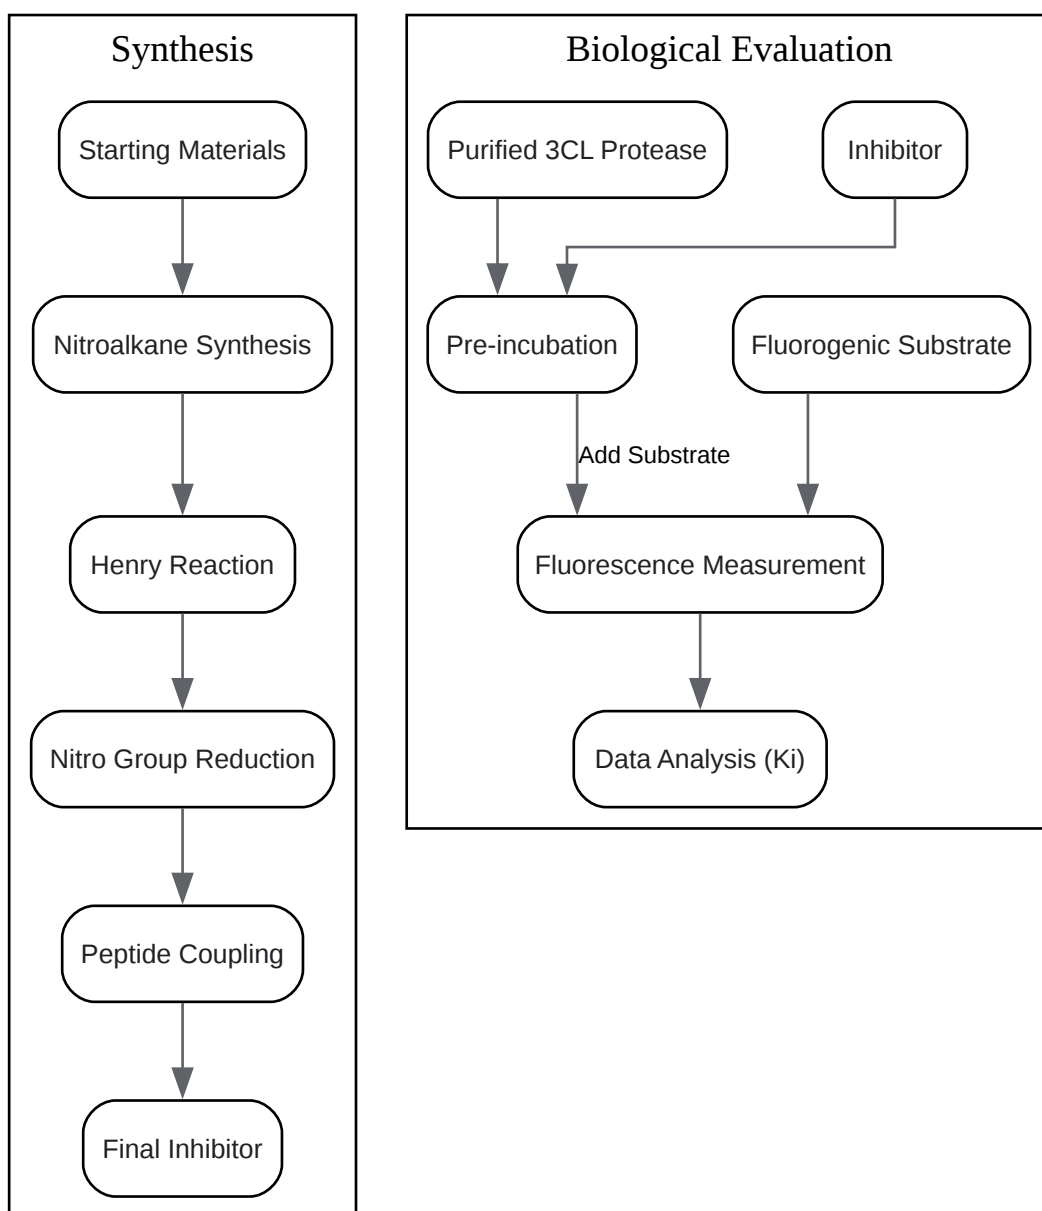 Synthesis
Starting Materials
Nitroalkane Synthesis
Henry Reaction
Nitro Group Reduction
Peptide Coupling
Final Inhibitor
Biological Evaluation
Purified 3CL Protease
Inhibitor
Pre-incubation
Fluorogenic Substrate
Add Substrate
Fluorescence Measurement
Data Analysis (Ki)